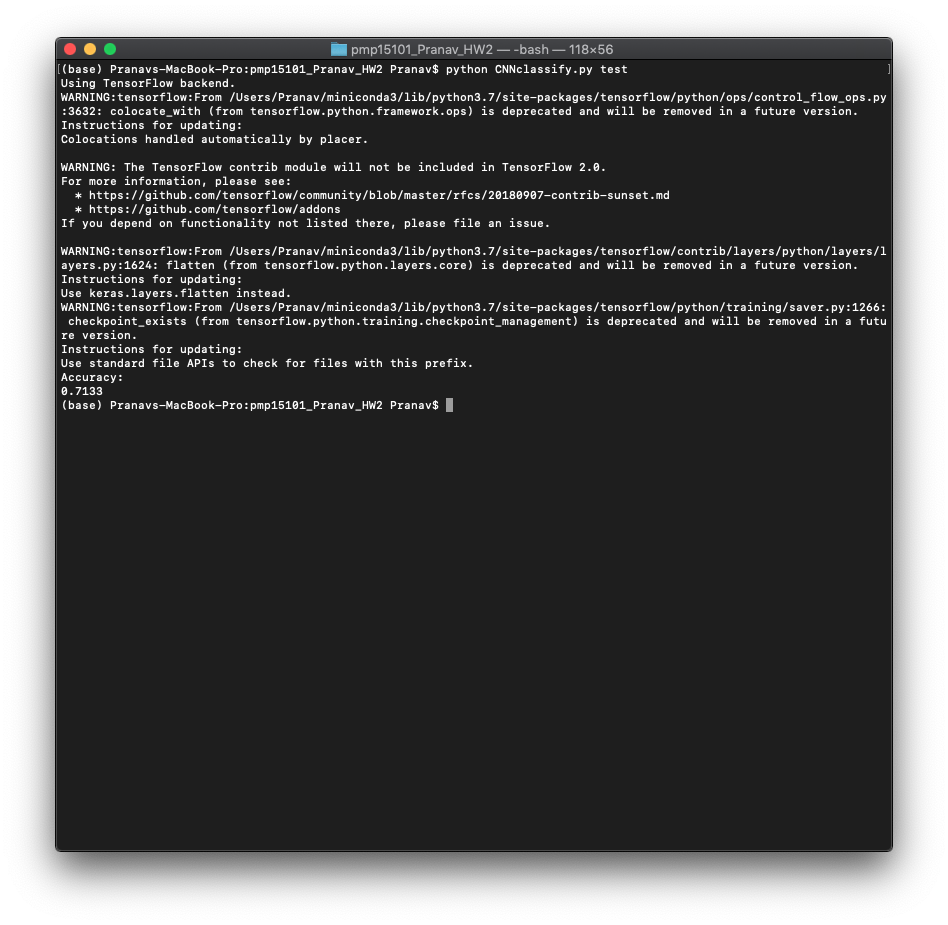 pmp15101_Pranav_HW2 — -bash — 118×56
[(base) Pranavs-MacBook-Pro:pmp15101_Pranav_HW2 Pranav$ python CNNclassify.py test ]
Using TensorFlow backend.
WARNING:tensorflow:From /Users/Pranav/miniconda3/lib/python3.7/site-packages/tensorflow/python/ops/control_flow_ops.py
:3632: colocate_with (from tensorflow.python.framework.ops) is deprecated and will be removed in a future version.
Instructions for updating:
Colocations handled automatically by placer.
WARNING: The TensorFlow contrib module will not be included in TensorFlow 2.0.
For more information, please see:
  * https://github.com/tensorflow/community/blob/master/rfcs/20180907-contrib-sunset.md
  * https://github.com/tensorflow/addons
If you depend on functionality not listed there, please file an issue.
WARNING:tensorflow:From /Users/Pranav/miniconda3/lib/python3.7/site-packages/tensorflow/contrib/layers/python/layers/l
ayers.py:1624: flatten (from tensorflow.python.layers.core) is deprecated and will be removed in a future version.
Instructions for updating:
Use keras.layers.flatten instead.
WARNING:tensorflow:From /Users/Pranav/miniconda3/lib/python3.7/site-packages/tensorflow/python/training/saver.py:1266:
 checkpoint_exists (from tensorflow.python.training.checkpoint_management) is deprecated and will be removed in a futu
re version.
Instructions for updating:
Use standard file APIs to check for files with this prefix.
Accuracy:
0.7133
(base) Pranavs-MacBook-Pro:pmp15101_Pranav_HW2 Pranav$